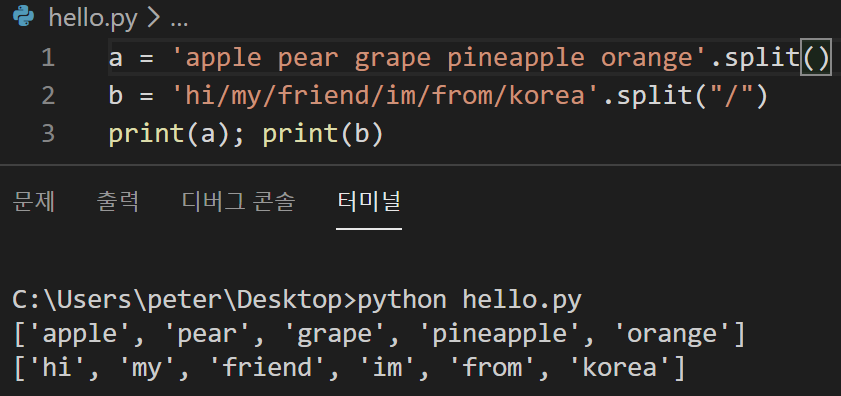 hello.py > ...
1 a = 'apple pear grape pineapple orange'.split()
2 b = 'hi/my/friend/im/from/korea'.split("/")
3 print(a); print(b)
문제 출력 디버그 콘솔 터미널
C:\Users\peter\Desktop>python hello.py
['apple', 'pear', 'grape', 'pineapple', 'orange']
['hi', 'my', 'friend', 'im', 'from', 'korea']